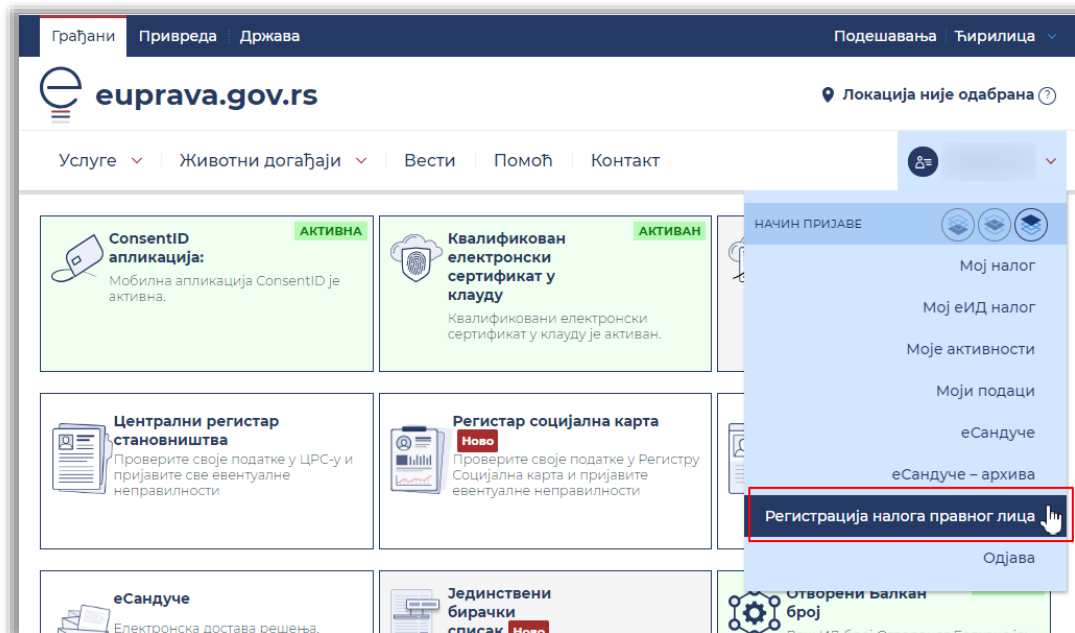 Грађани Привреда Држава Подешавања Ћирилица
euprava.gov.rs Локација није одабрана ?
Услуге Животни догађаји Вести Помоћ Контакт
НАЧИН ПРИЈАВЕ
Мој налог
Мој еИД налог
Моје активности
Моји подаци
еСандуче
еСандуче – архива
Регистрација налога правног лица
Одјава
АКТИВНА
ConsentID
апликација:
Мобилна апликација ConsentID је
активна.
АКТИВАН
Квалификован
електронски
сертификат у
клауду
Квалификовани електронски
сертификат у клауду је активан.
Централни регистар
становништва
Проверите своје податке у ЦРС-у и
пријавите све евентуалне
неправилности
Регистар социјална карта
Ново
Проверите своје податке у Регистру
Социјална карта и пријавите
евентуалне неправилности
еСандуче
Електронска достава решења,
Јединствени
бирачки
списак Ново
Отворени Балкан
број